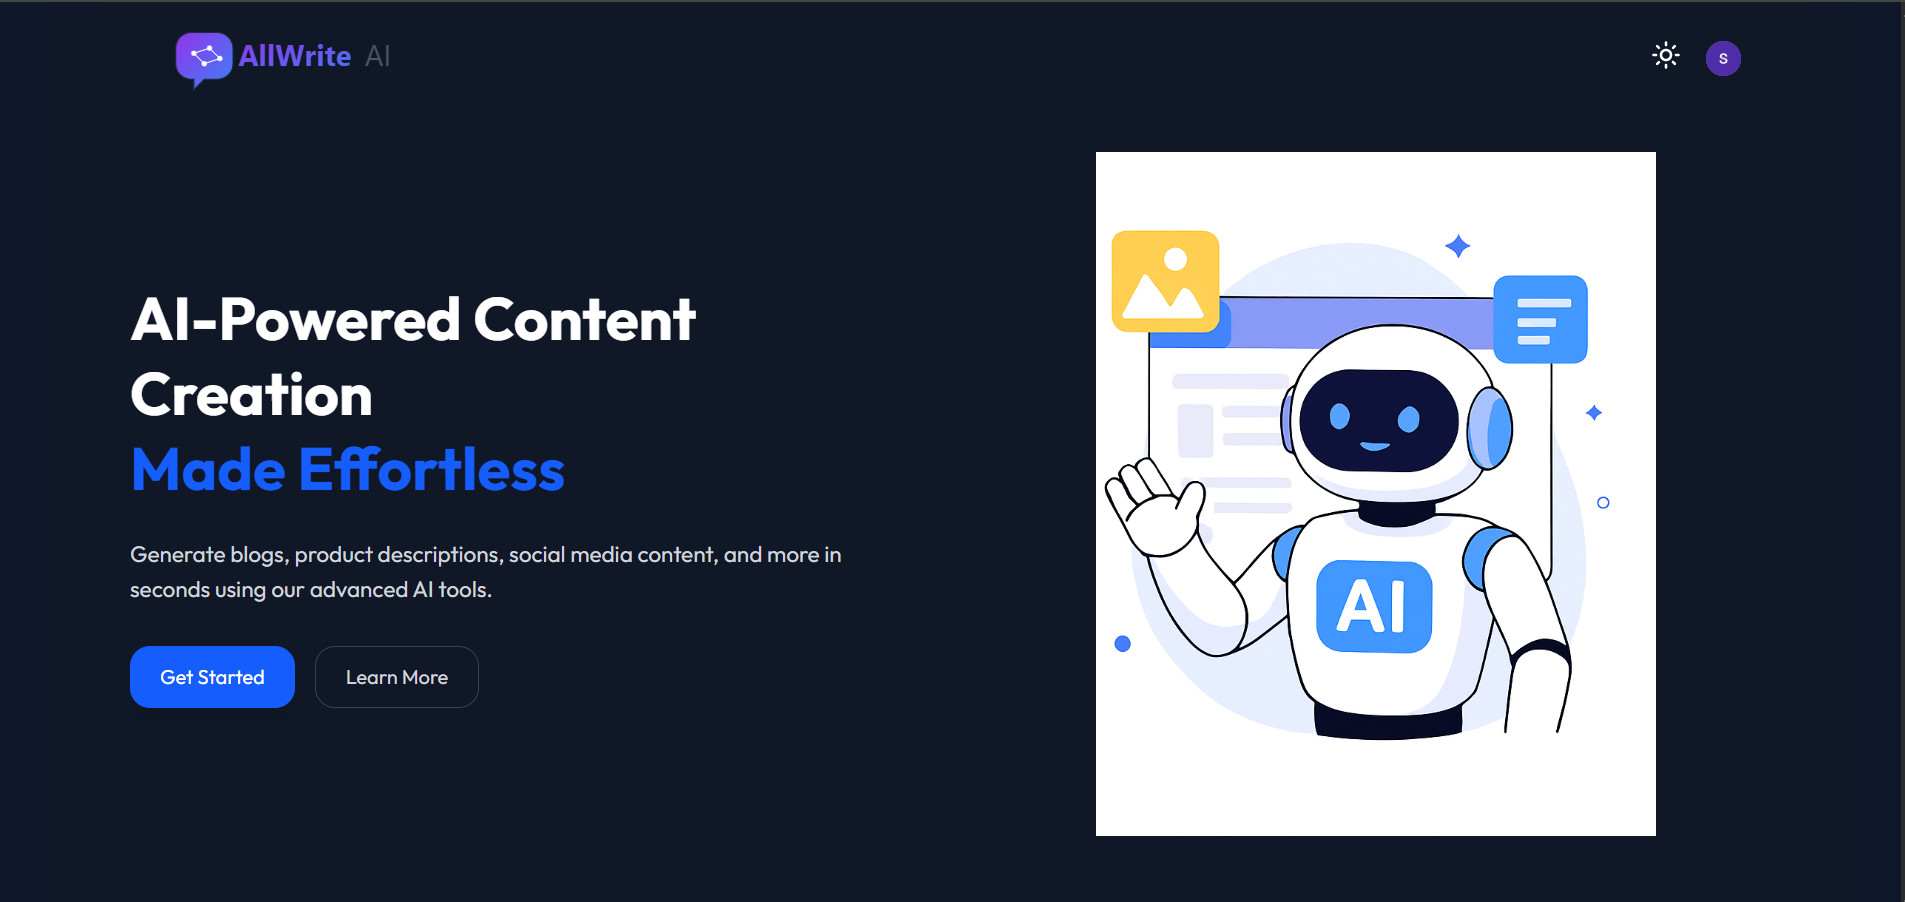 AllWrite AI
S
AI-Powered Content
Creation
Made Effortless
Generate blogs, product descriptions, social media content, and more in
seconds using our advanced AI tools.
Get Started
Learn More
AI